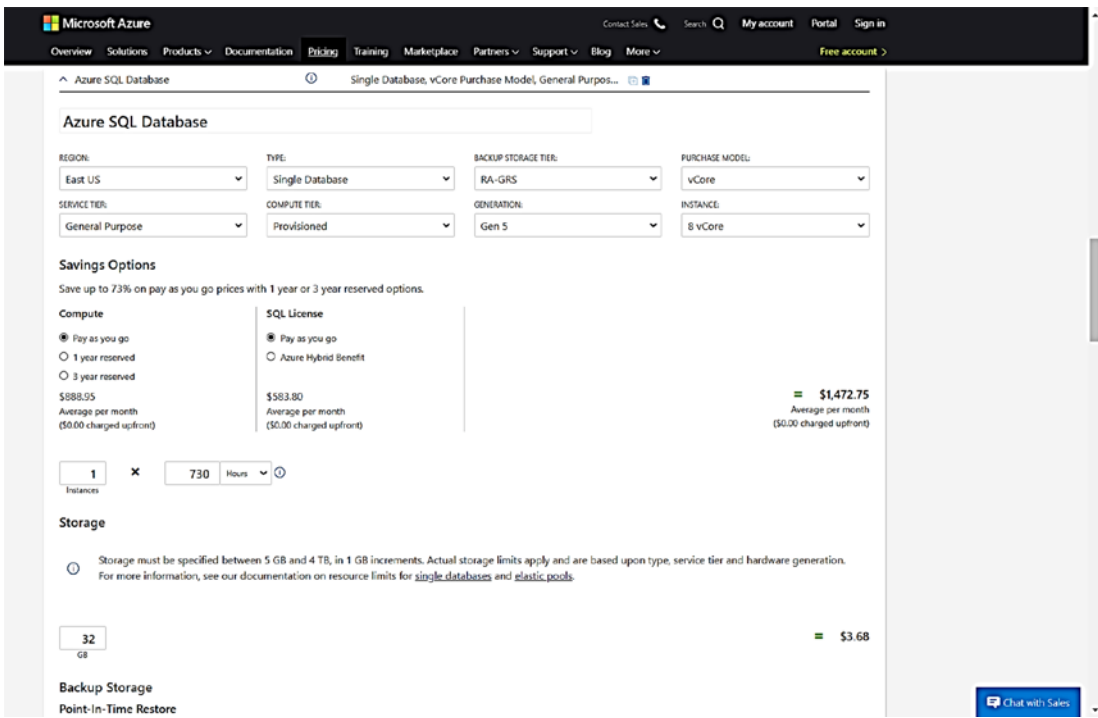 Microsoft Azure
Contact Sales Search My account Portal Sign in
Overview Solutions Products Documentation Pricing Training Marketplace Partners Support Blog More Free account >
Azure SQL Database Single Database, vCore Purchase Model, General Purpos...
Azure SQL Database
REGION: TYPE: BACKUP STORAGE TIER: PURCHASE MODEL:
East US Single Database RA-GRS vCore
SERVICE TIER: COMPUTE TIER: GENERATION: INSTANCE:
General Purpose Provisioned Gen 5 8 vCore
Savings Options
Save up to 73% on pay as you go prices with 1 year or 3 year reserved options.
Compute SQL License
Pay as you go Pay as you go
1 year reserved Azure Hybrid Benefit
3 year reserved
$888.95 $583.80 = $1,472.75
Average per month Average per month Average per month
($0.00 charged upfront) ($0.00 charged upfront) ($0.00 charged upfront)
1 × 730 Hours
Instances
Storage
Storage must be specified between 5 GB and 4 TB, in 1 GB increments. Actual storage limits apply and are based upon type, service tier and hardware generation.
For more information, see our documentation on resource limits for single databases and elastic pools.
32 = $3.68
GB
Backup Storage
Point-In-Time Restore
Chat with Sales